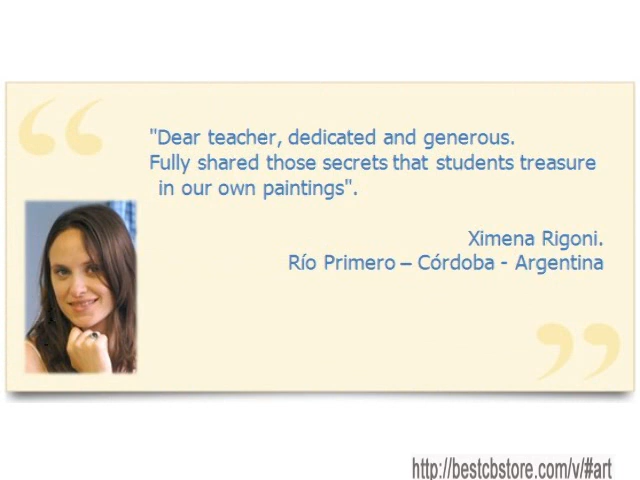 "Dear teacher, dedicated and generous.
Fully shared those secrets that students treasure
in our own paintings".
Ximena Rigoni.
Río Primero – Córdoba - Argentina
http://bestcbstore.com/v/#art